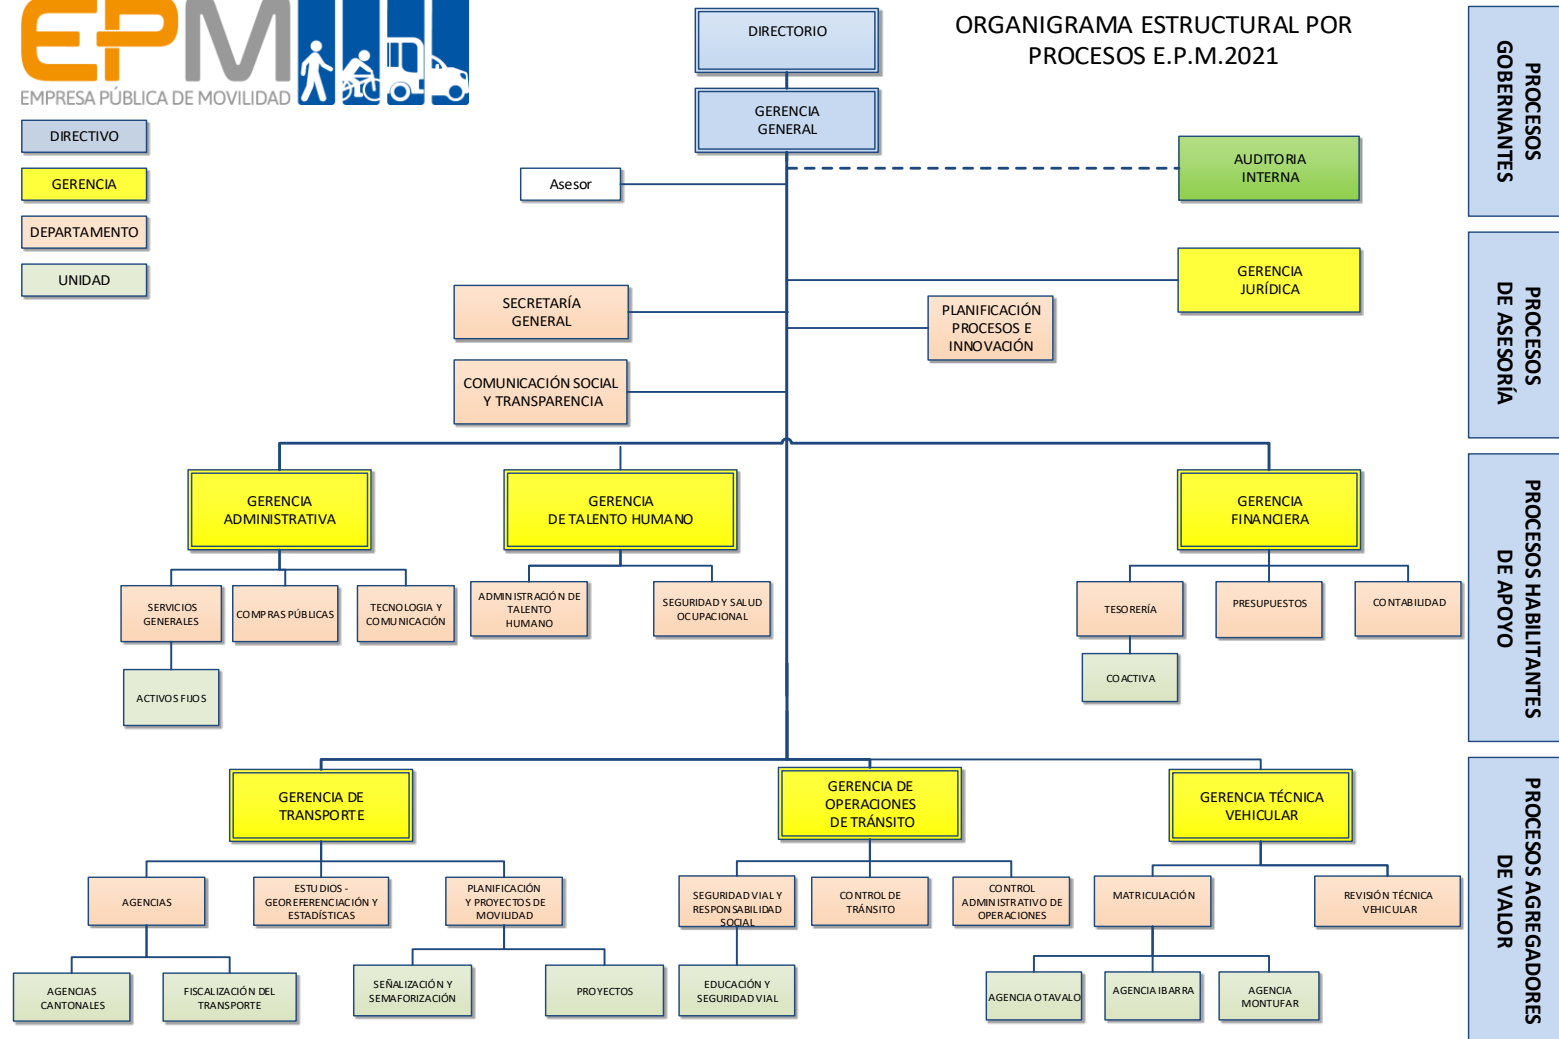 EPM
EMPRESA PÚBLICA DE MOVILIDAD
ORGANIGRAMA ESTRUCTURAL POR
PROCESOS E.P.M.2021
DIRECTIVO
GERENCIA
DEPARTAMENTO
UNIDAD
DIRECTORIO
GERENCIA
GENERAL
Asesor
AUDITORIA
INTERNA
PROCESOS
GOBERNANTES
GERENCIA
JURÍDICA
SECRETARÍA
GENERAL
PLANIFICACIÓN
PROCESOS E
INNOVACIÓN
COMUNICACIÓN SOCIAL
Y TRANSPARENCIA
PROCESOS
DE ASESORÍA
GERENCIA
ADMINISTRATIVA
GERENCIA
DE TALENTO HUMANO
GERENCIA
FINANCIERA
SERVICIOS
GENERALES
COMPRAS PÚBLICAS
TECNOLOGIA Y
COMUNICACIÓN
ADMINISTRACIÓN DE
TALENTO
HUMANO
SEGURIDAD Y SALUD
OCUPACIONAL
TESORERÍA
PRESUPUESTOS
CONTABILIDAD
ACTIVOS FIJOS
COACTIVA
PROCESOS HABILITANTES
DE APOYO
GERENCIA DE
TRANSPORTE
GERENCIA DE
OPERACIONES
DE TRÁNSITO
GERENCIA TÉCNICA
VEHICULAR
AGENCIAS
ESTUDIOS -
GEOREFERENCIACIÓN Y
ESTADÍSTICAS
PLANIFICACIÓN
Y PROYECTOS DE
MOVILIDAD
SEGURIDAD VIAL Y
RESPONSABILIDAD
SOCIAL
CONTROL DE
TRÁNSITO
CONTROL
ADMINISTRATIVO DE
OPERACIONES
MATRICULACIÓN
REVISIÓN TÉCNICA
VEHICULAR
AGENCIAS
CANTONALES
FISCALIZACIÓN DEL
TRANSPORTE
SEÑALIZACIÓN Y
SEMAFORIZACIÓN
PROYECTOS
EDUCACIÓN Y
SEGURIDAD VIAL
AGENCIA OTAVALO
AGENCIA IBARRA
AGENCIA
MONTUFAR
PROCESOS AGREGADORES
DE VALOR